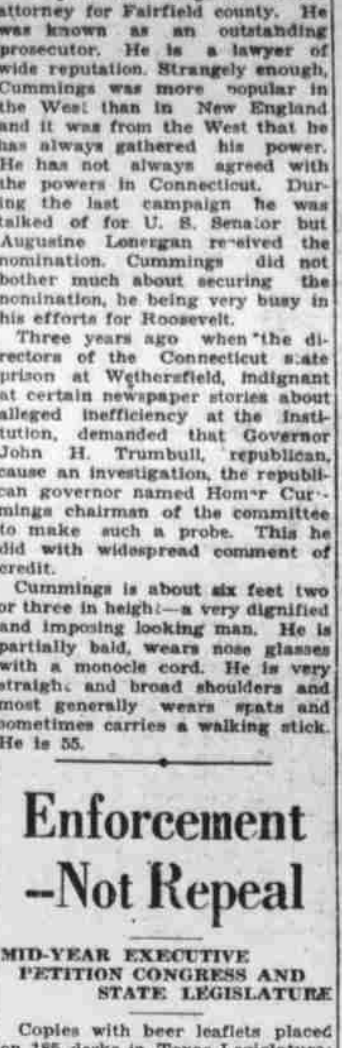 attorney for Fairfield county. He
was known as an outstahding
prosecutor. He is a lawyer of
wide reputation. Strangely enough,
Cummings was more popular in
the West than in New England
and it was from the West that he
has always gathered his power.
He has not always agreed with
the powers in Connecticut. Dur-
ing the last campaign he was
talked of for U. S. Senator but
Augusine Lonergan received the
nomination. Cummings did not
bother much about securing the
nomination, he being very busy in
his efforts for Roosevelt.
Three years ago when the di-
rectors of the Connecticut state
prison at Wethersfield, indignant
at certain newspaper stories about
alleged inefficiency at the insti-
tution, demanded that Governor
John H. Trumbull, republican,
cause an investigation, the republi-
can governor named Homer Cum-
mings chairman of the committee
to make such a probe. This he
did with widespread comment of
credit.
Cummings is about six feet two
or three in height—a very dignified
and imposing looking man. He is
partially bald, wears nose glasses
with a monocle cord. He is very
straight and broad shoulders and
most generally wears spats and
sometimes carries a walking stick.
He is 55.
Enforcement
-Not Repeal
MID-YEAR EXECUTIVE
PETITION CONGRESS AND
STATE LEGISLATURE
Copies with beer leaflets placed
on 185 desks in Texas Legislature